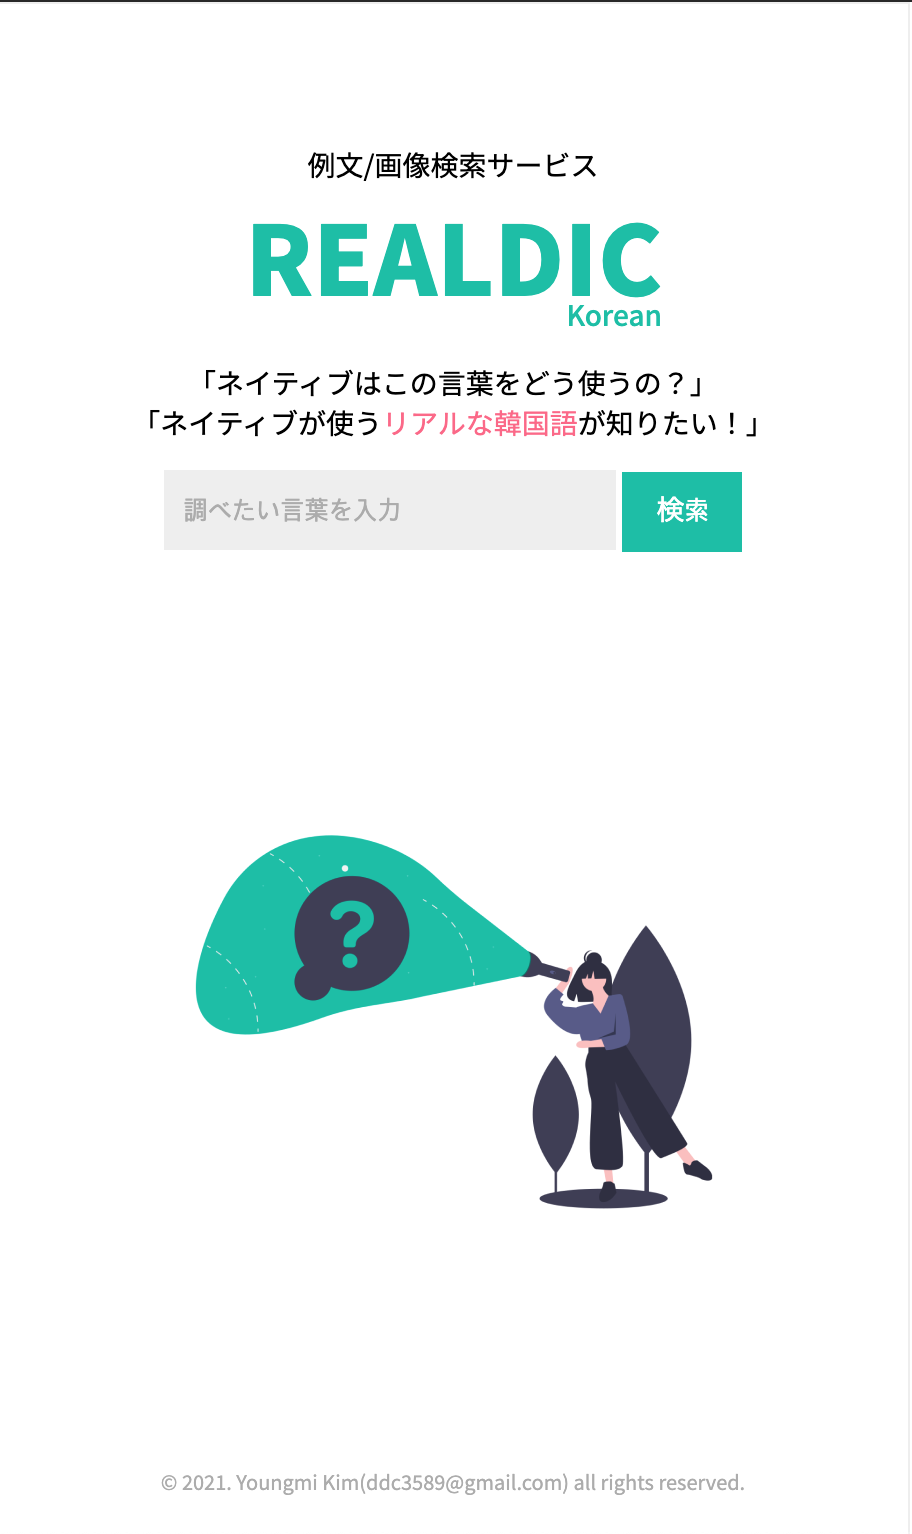 例文/画像検索サービス
REALDIC
Korean
「ネイティブはこの言葉をどう使うの？」
「ネイティブが使うリアルな韓国語が知りたい！」
調べたい言葉を入力
検索
?
© 2021. Youngmi Kim(ddc3589@gmail.com) all rights reserved.